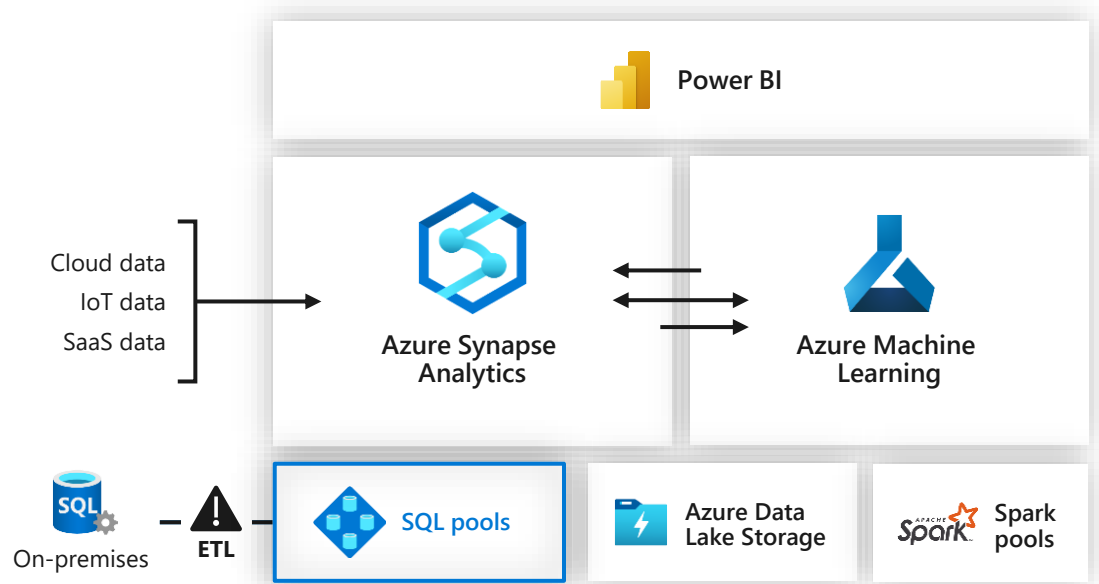 Power BI
Cloud data
IoT data
SaaS data
Azure Synapse
Analytics
Azure Machine
Learning
SQL
On-premises
!
ETL
SQL pools
Azure Data
Lake Storage
APACHE
Spark
Spark
pools